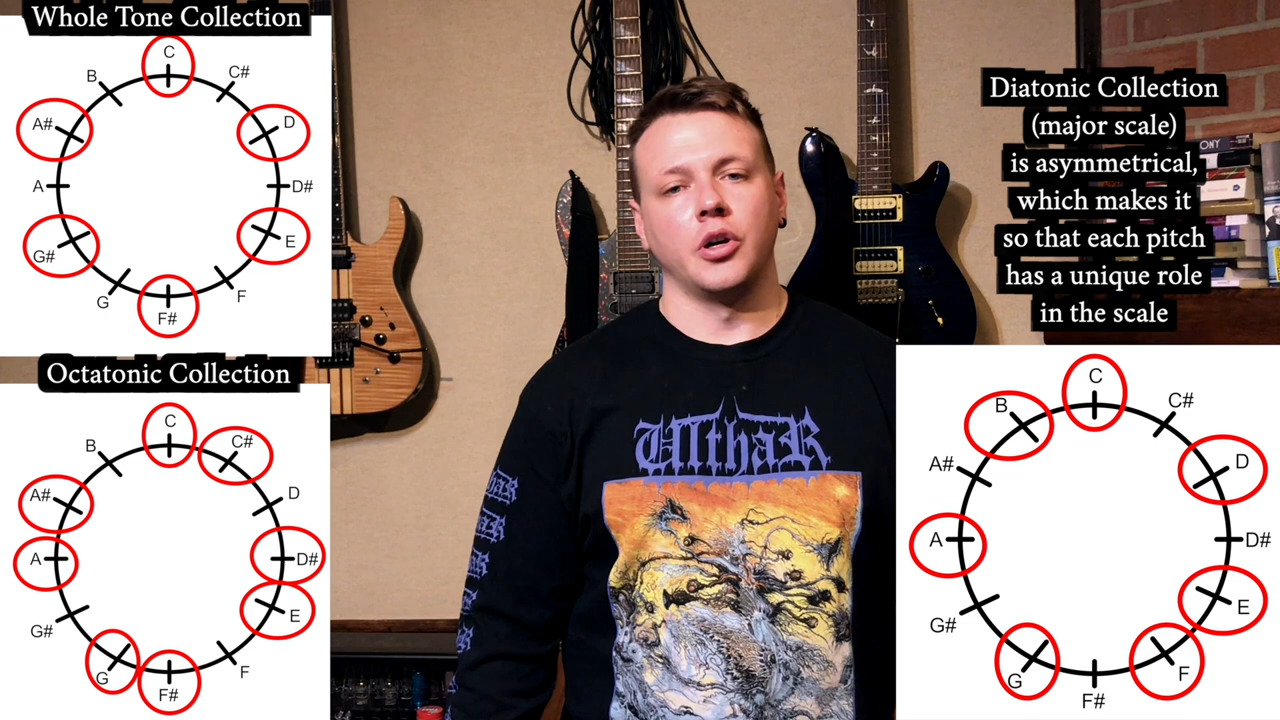 Whole Tone Collection
C
C#
D
D#
E
F
F#
G
G#
A
A#
B
Octatonic Collection
C
C#
D
D#
E
F
F#
G
G#
A
A#
B
Diatonic Collection
(major scale)
is asymmetrical,
which makes it
so that each pitch
has a unique role
in the scale
C
C#
D
D#
E
F
F#
G
G#
A
A#
B
UlthaR